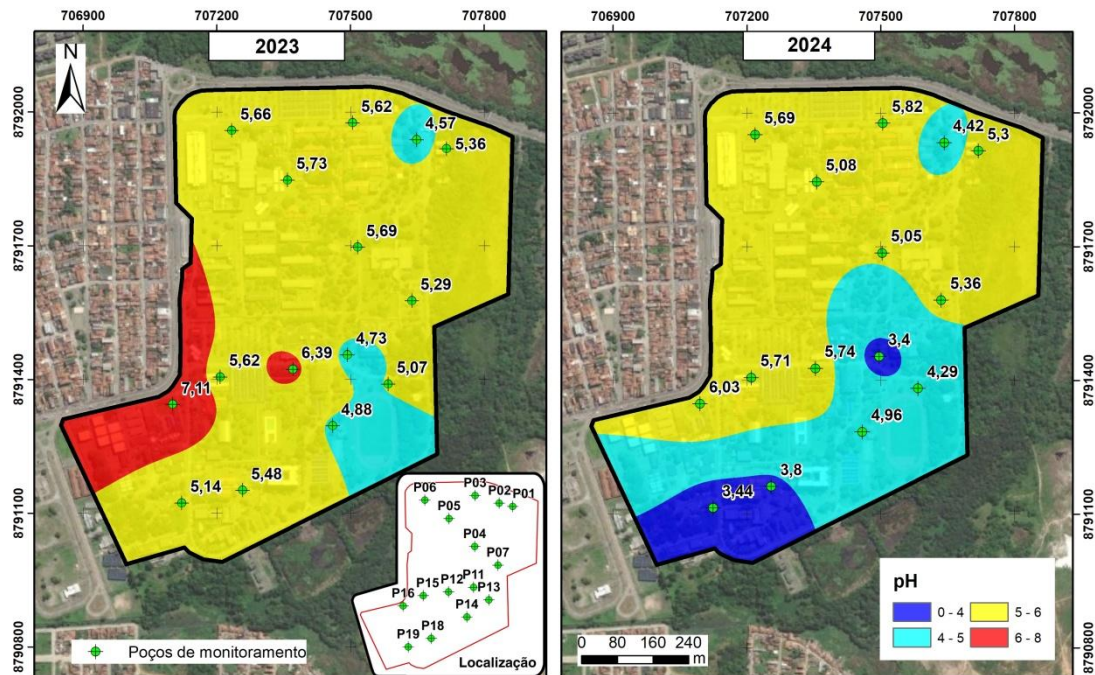 706900 707200 707500 707800
706900 707200 707500 707800
2023
2024
N
8792000
8791700
8791400
8791100
8790800
5,66
5,62
4,57
5,36
5,73
5,69
5,29
4,73
5,62
6,39
5,07
7,11
4,88
5,14
5,48
Poços de monitoramento
P06
P03
P02
P01
P05
P04
P07
P15
P12
P11
P13
P16
P14
P19
P18
Localização
5,69
5,82
4,42
5,3
5,08
5,05
5,36
3,4
5,71
5,74
4,29
6,03
4,96
3,8
3,44
0 80 160 240
m
pH
0 - 4
5 - 6
4 - 5
6 - 8
8792000
8791700
8791400
8791100
8790800